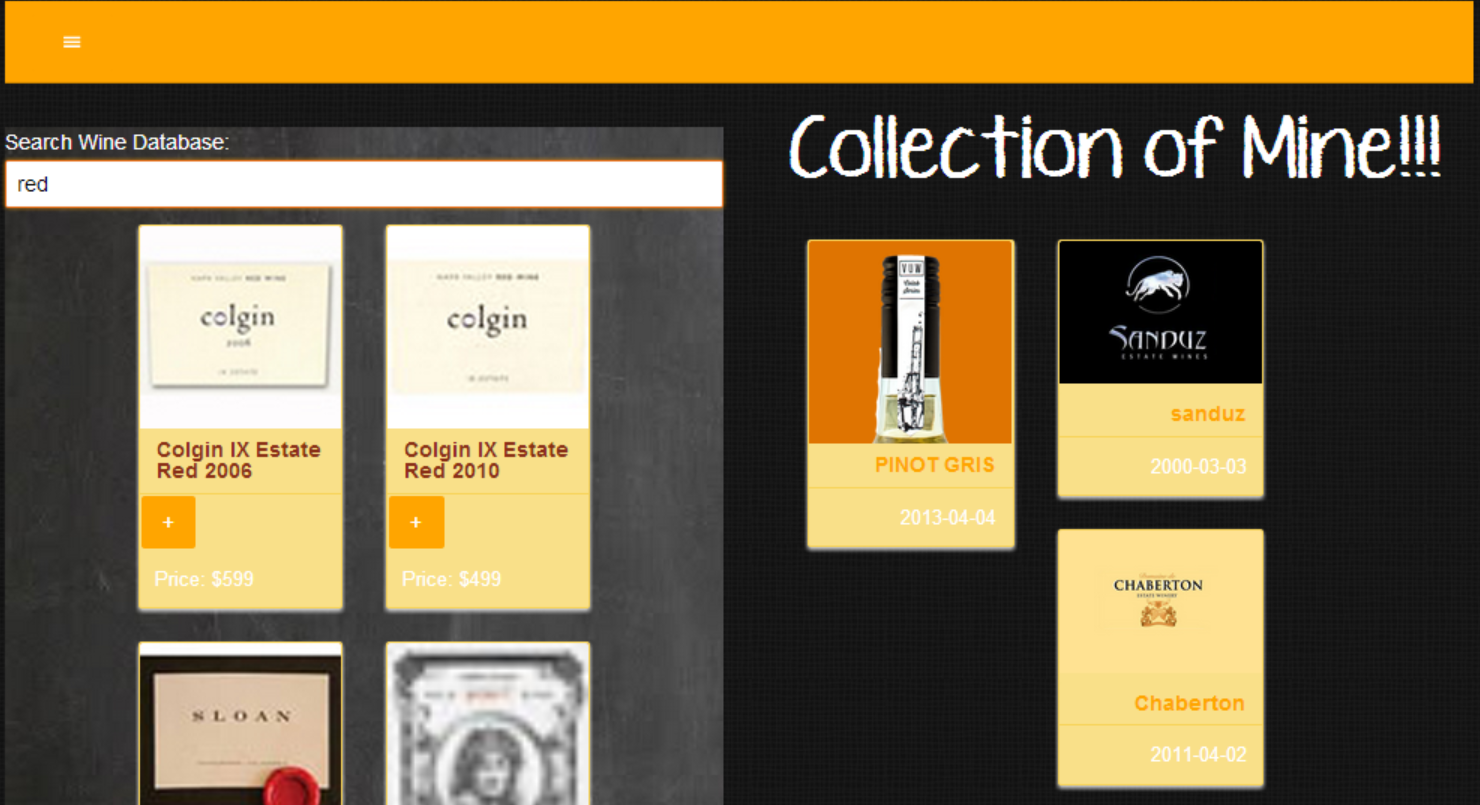 Search Wine Database:
red
NAPA VALLEY RED WINE
colgin
2006
IX ESTATE
Colgin IX Estate
Red 2006
+
Price: $599
NAPA VALLEY RED WINE
colgin
IX ESTATE
Colgin IX Estate
Red 2010
+
Price: $499
SLOAN
Collection of Mine!!!
VOW
PINOT GRIS
2013-04-04
SANDUZ
ESTATE WINES
sanduz
2000-03-03
CHABERTON
ESTATE WINERY
Chaberton
2011-04-02